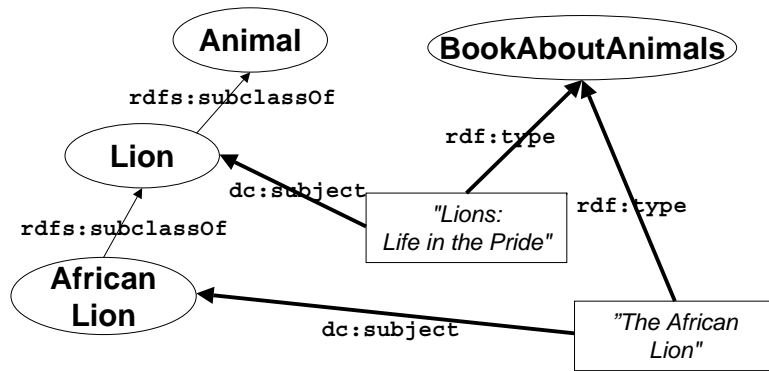 Animal
BookAboutAnimals
rdfs:subclassOf
rdf:type
Lion
dc:subject
"Lions:
Life in the Pride"
rdf:type
rdfs:subclassOf
African
Lion
dc:subject
”The African
Lion"